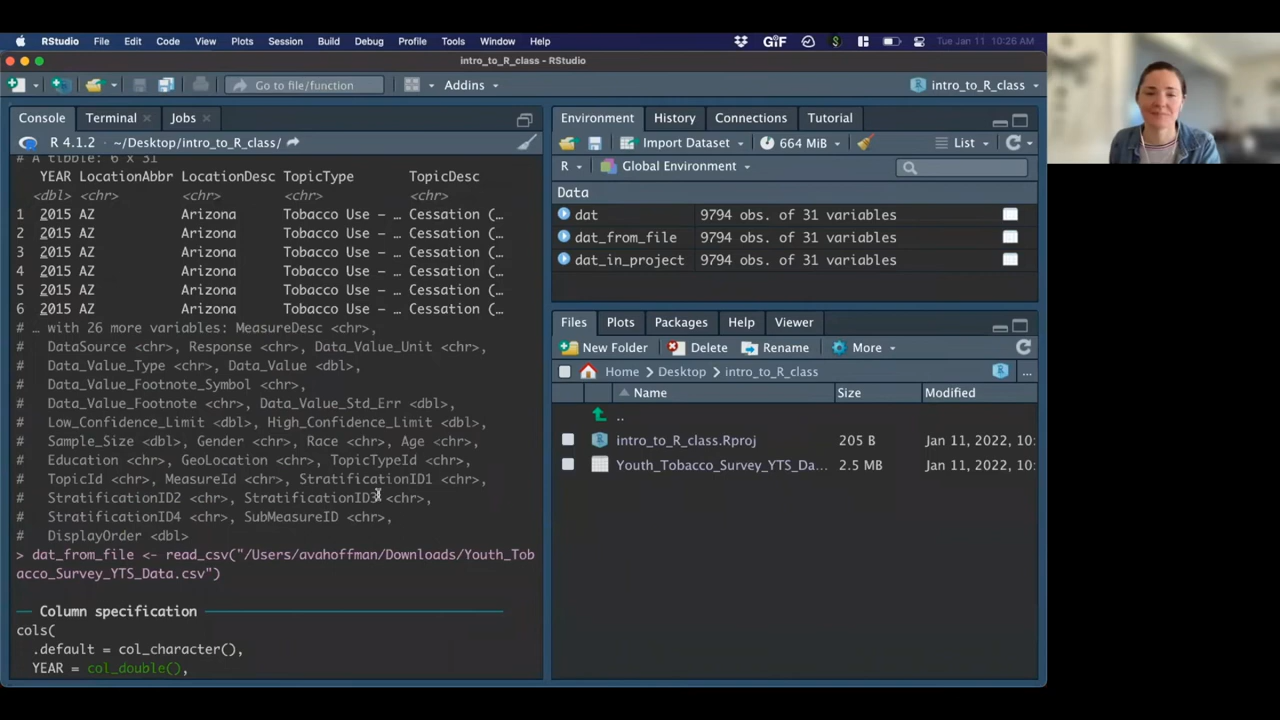 RStudio File Edit Code View Plots Session Build Debug Profile Tools Window Help GiF Tue Jan 11 10:26 AM
intro_to_R_class - RStudio
Go to file/function Addins intro_to_R_class
Console Terminal Jobs
R 4.1.2 · ~/Desktop/intro_to_R_class/
# A tibble: 6 x 31
YEAR LocationAbbr LocationDesc TopicType TopicDesc
<dbl> <chr> <chr> <chr> <chr>
1 2015 AZ Arizona Tobacco Use – … Cessation (…
2 2015 AZ Arizona Tobacco Use – … Cessation (…
3 2015 AZ Arizona Tobacco Use – … Cessation (…
4 2015 AZ Arizona Tobacco Use – … Cessation (…
5 2015 AZ Arizona Tobacco Use – … Cessation (…
6 2015 AZ Arizona Tobacco Use – … Cessation (…
# … with 26 more variables: MeasureDesc <chr>,
# DataSource <chr>, Response <chr>, Data_Value_Unit <chr>,
# Data_Value_Type <chr>, Data_Value <dbl>,
# Data_Value_Footnote_Symbol <chr>,
# Data_Value_Footnote <chr>, Data_Value_Std_Err <dbl>,
# Low_Confidence_Limit <dbl>, High_Confidence_Limit <dbl>,
# Sample_Size <dbl>, Gender <chr>, Race <chr>, Age <chr>,
# Education <chr>, GeoLocation <chr>, TopicTypeId <chr>,
# TopicId <chr>, MeasureId <chr>, StratificationID1 <chr>,
# StratificationID2 <chr>, StratificationID3 <chr>,
# StratificationID4 <chr>, SubMeasureID <chr>,
# DisplayOrder <dbl>
> dat_from_file <- read_csv("/Users/avahoffman/Downloads/Youth_Tob
acco_Survey_YTS_Data.csv")
── Column specification ──
cols(
.default = col_character(),
YEAR = col_double(),
Environment History Connections Tutorial
Import Dataset 664 MiB List
R Global Environment
Data
dat 9794 obs. of 31 variables
dat_from_file 9794 obs. of 31 variables
dat_in_project 9794 obs. of 31 variables
Files Plots Packages Help Viewer
New Folder Delete Rename More
Home Desktop intro_to_R_class ...
Name Size Modified
..
intro_to_R_class.Rproj 205 B Jan 11, 2022, 10:
Youth_Tobacco_Survey_YTS_Da... 2.5 MB Jan 11, 2022, 10: